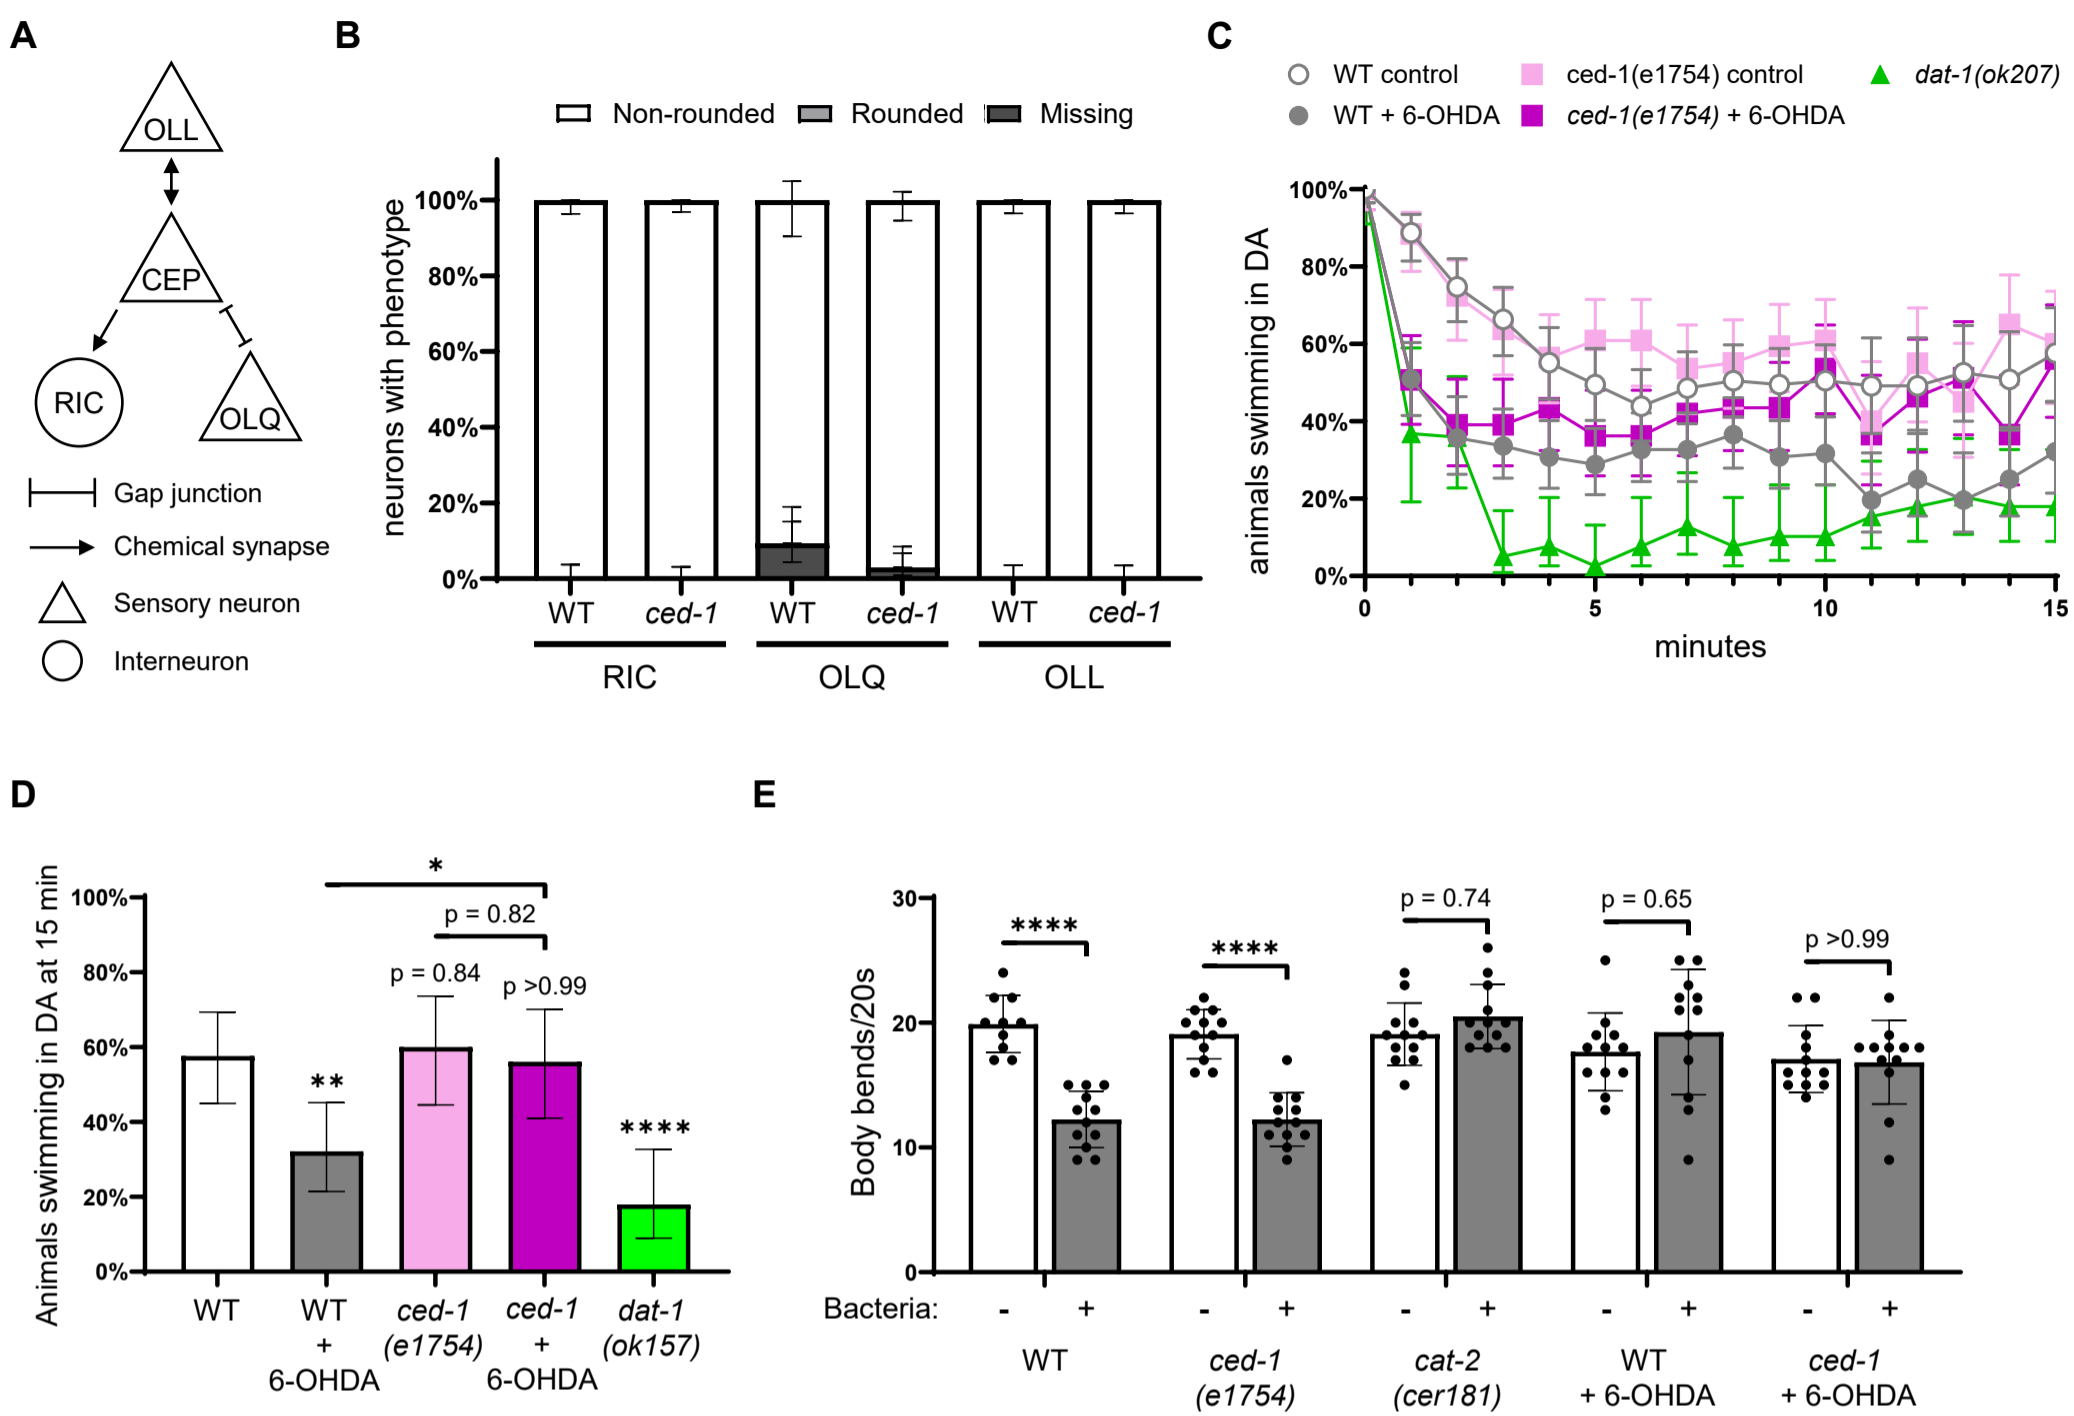 A
OLL
CEP
RIC
OLQ
Gap junction
Chemical synapse
Sensory neuron
Interneuron
B
Non-rounded Rounded Missing
neurons with phenotype
100%
80%
60%
40%
20%
0%
WT ced-1 WT ced-1 WT ced-1
RIC OLQ OLL
C
WT control ced-1(e1754) control dat-1(ok207)
WT + 6-OHDA ced-1(e1754) + 6-OHDA
animals swimming in DA
100%
80%
60%
40%
20%
0%
0 5 10 15
minutes
D
Animals swimming in DA at 15 min
100%
80%
60%
40%
20%
0%
*
p = 0.82
p = 0.84 p >0.99
** ****
WT WT ced-1 ced-1 dat-1
+ (e1754) + (ok157)
6-OHDA 6-OHDA
E
Body bends/20s
30
20
10
0
**** **** p = 0.74 p = 0.65 p >0.99
Bacteria: - + - + - + - + - +
WT ced-1 cat-2 WT ced-1
(e1754) (cer181) + 6-OHDA + 6-OHDA